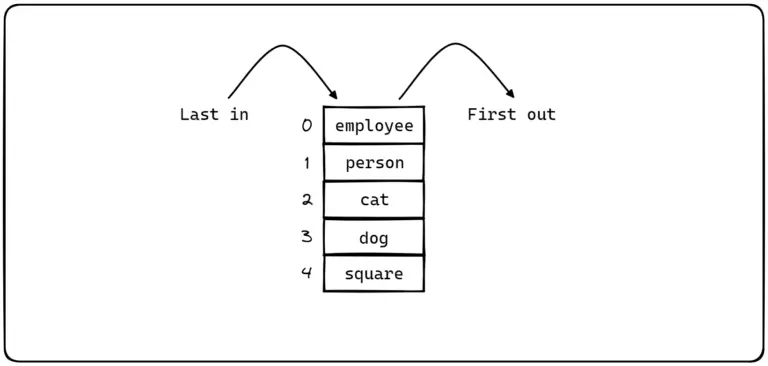 Last in
First out
0 employee
1 person
2 cat
3 dog
4 square